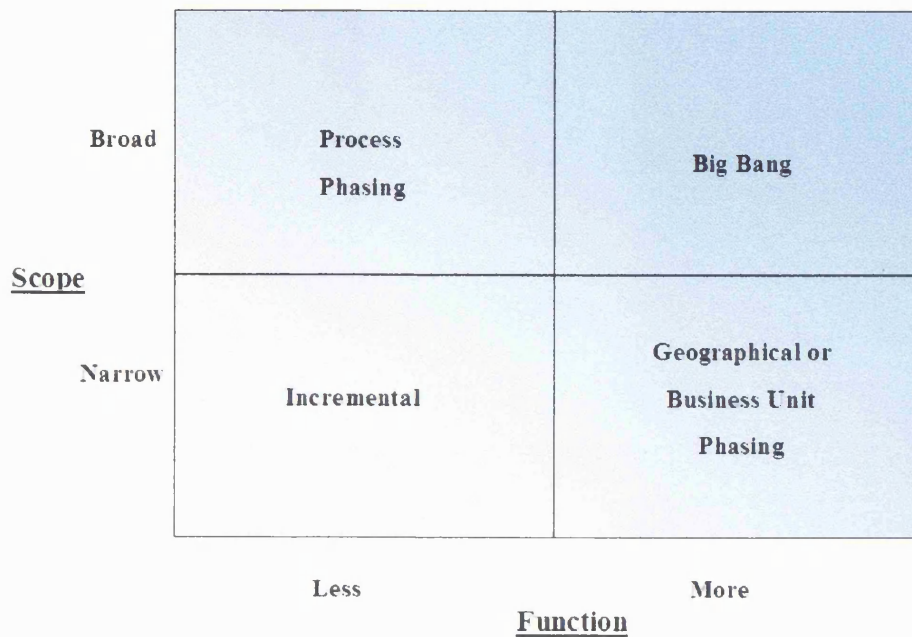 Broad
Process
Phasing
Big Bang
Scope
Narrow
Incremental
Geographical or
Business Unit
Phasing
Less
More
Function